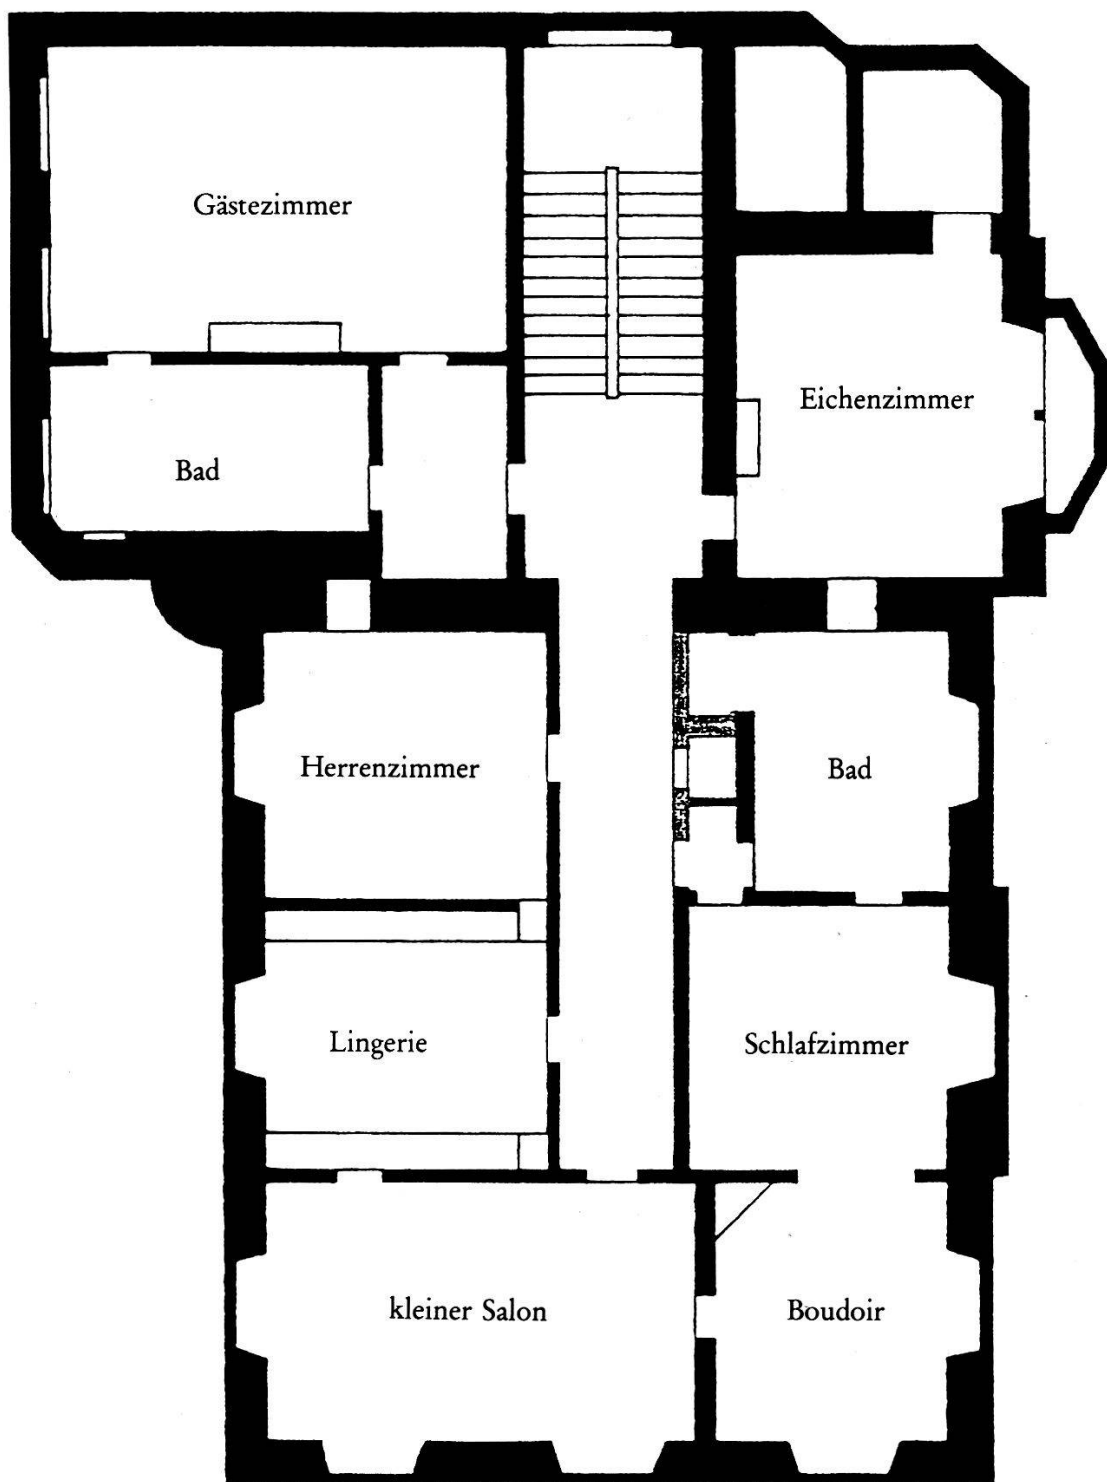 Gästezimmer
Eichenzimmer
Bad
Herrenzimmer
Bad
Lingerie
Schlafzimmer
kleiner Salon
Boudoir